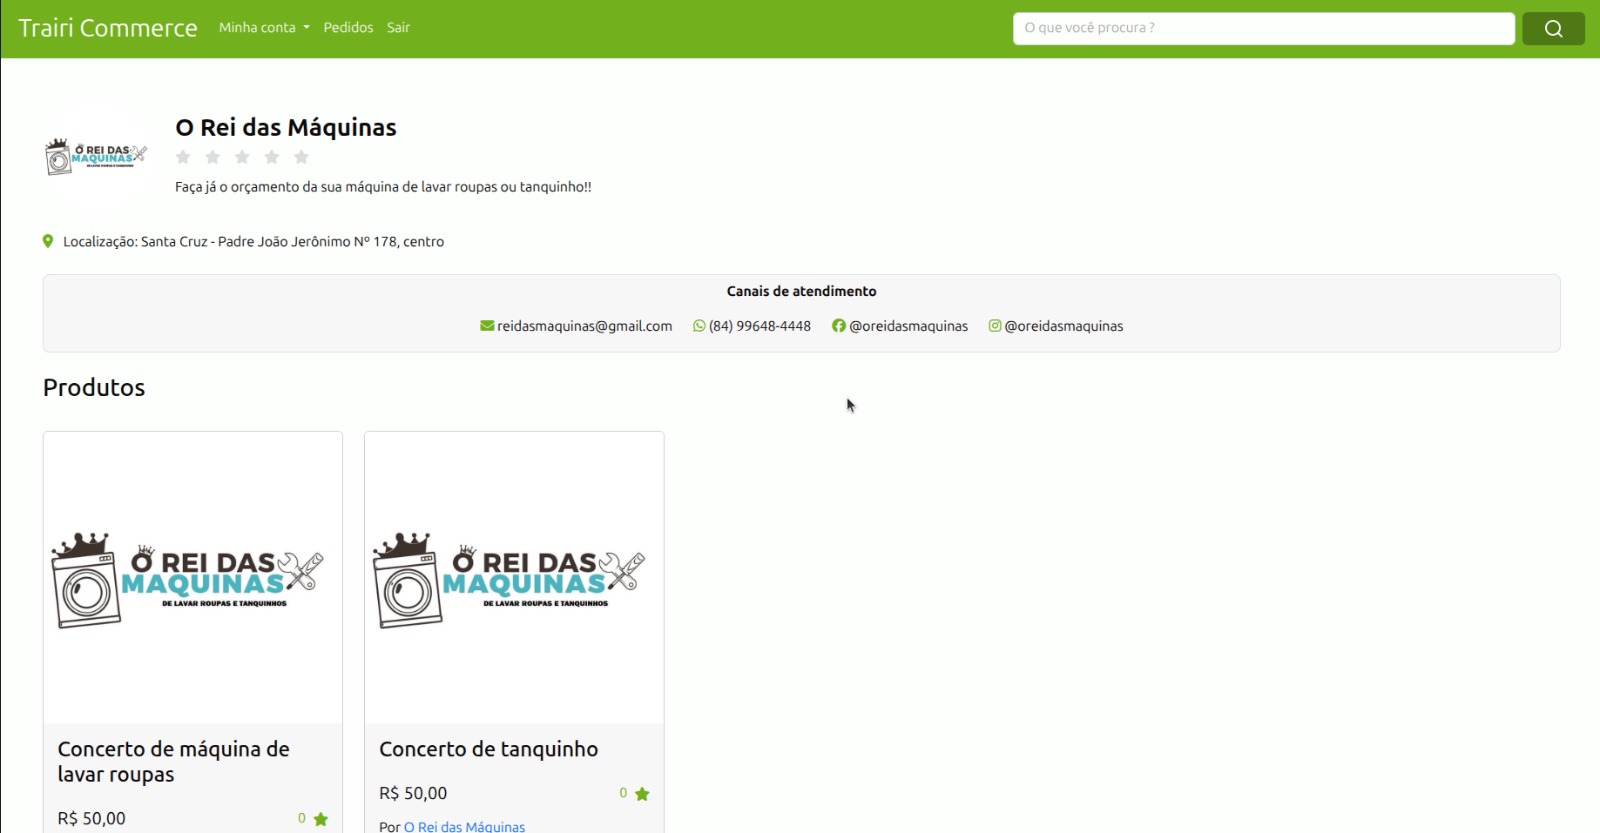 Trairi Commerce Minha conta Pedidos Sair O que você procura ?
O REI DAS
MAQUINAS
O Rei das Máquinas
Faça já o orçamento da sua máquina de lavar roupas ou tanquinho!!
Localização: Santa Cruz - Padre João Jerônimo Nº 178, centro
Canais de atendimento
reidasmaquinas@gmail.com (84) 99648-4448 @oreidasmaquinas @oreidasmaquinas
Produtos
O REI DAS
MAQUINAS
DE LAVAR ROUPAS E TANQUINHOS
Concerto de máquina de
lavar roupas
R$ 50,00 0
O REI DAS
MAQUINAS
DE LAVAR ROUPAS E TANQUINHOS
Concerto de tanquinho
R$ 50,00 0
Por O Rei das Máquinas